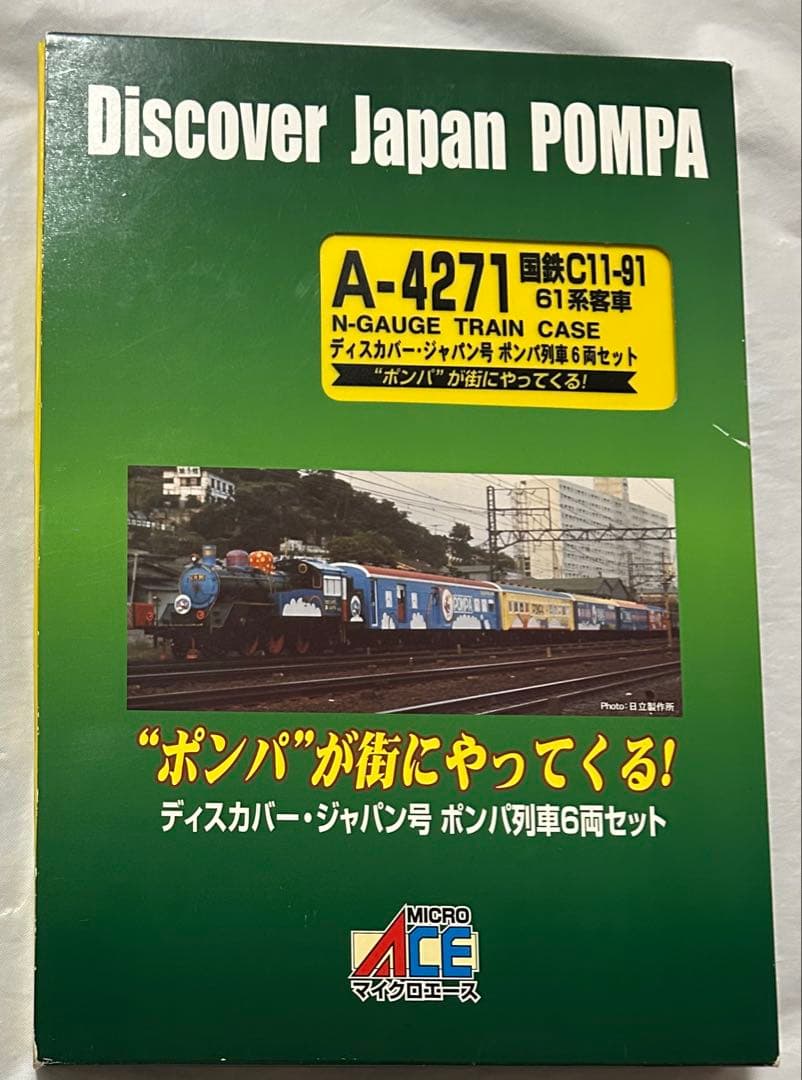 Discover Japan POMPA
A-4271 国鉄C11-91
61系客車
N-GAUGE TRAIN CASE
ディスカバー・ジャパン号 ポンパ列車6両セット
“ポンパ”が街にやってくる!
POMPA
POMPA
Photo:日立製作所
“ポンパ”が街にやってくる!
ディスカバー・ジャパン号 ポンパ列車6両セット
MICRO
ACE
マイクロエース